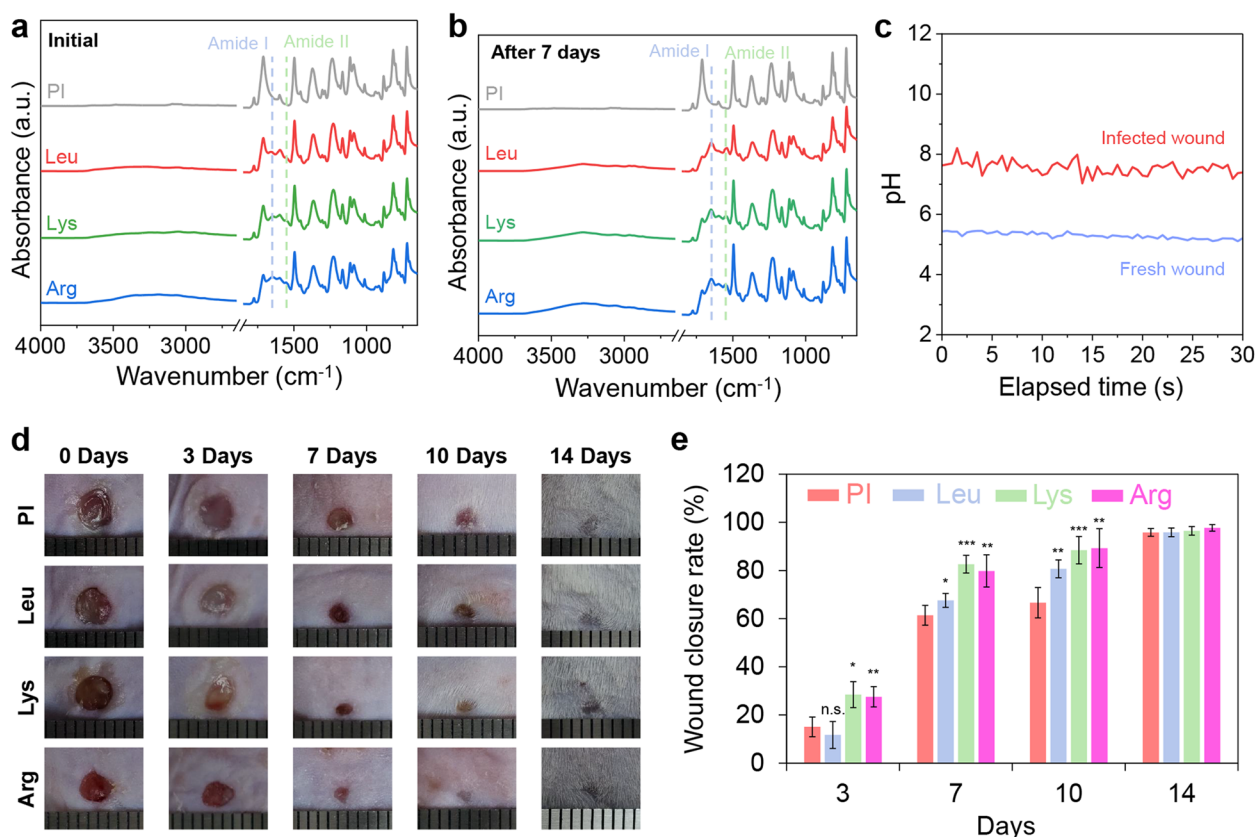 a
Initial
Amide I
Amide II
PI
Leu
Lys
Arg
Absorbance (a.u.)
4000
3500
3000
1500
1000
Wavenumber (cm⁻¹)
b
After 7 days
Amide I
Amide II
PI
Leu
Lys
Arg
Absorbance (a.u.)
4000
3500
3000
1500
1000
Wavenumber (cm⁻¹)
c
12
10
8
6
4
2
pH
Infected wound
Fresh wound
0
5
10
15
20
25
30
Elapsed time (s)
d
0 Days
3 Days
7 Days
10 Days
14 Days
PI
Leu
Lys
Arg
e
120
100
80
60
40
20
0
Wound closure rate (%)
PI
Leu
Lys
Arg
n.s.
*
**
*
***
**
**
***
**
3
7
10
14
Days